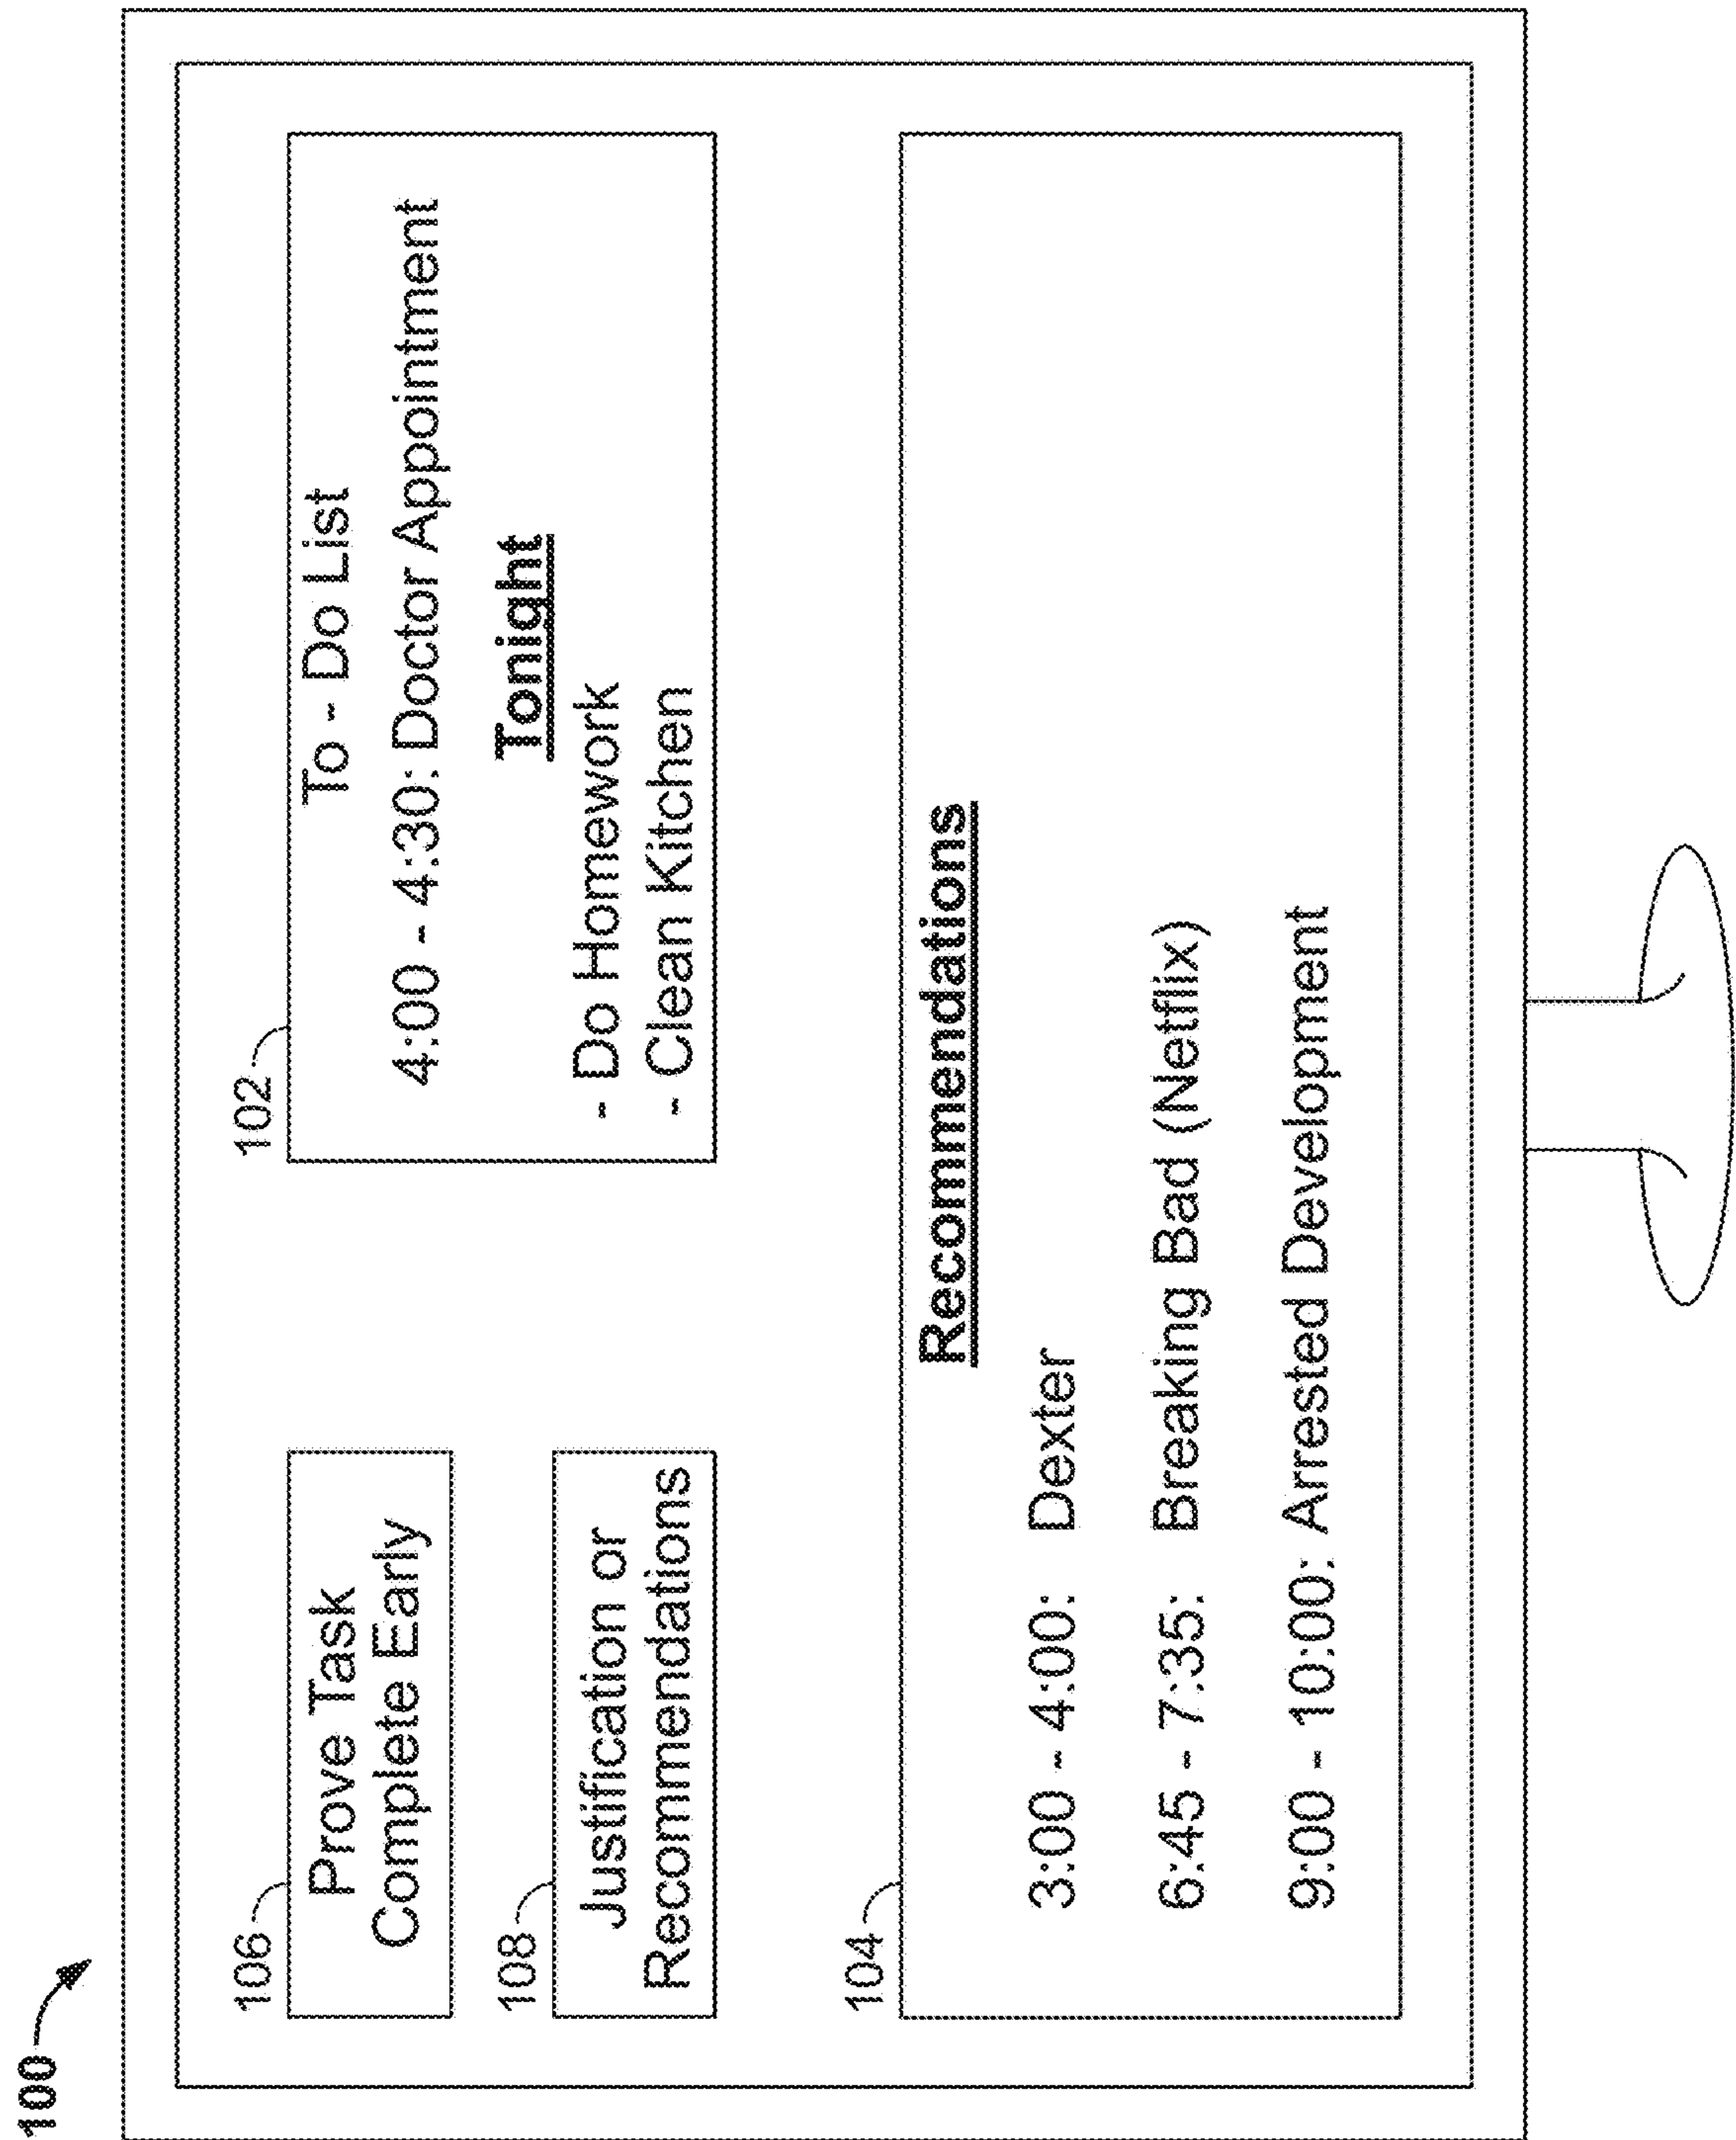 100
106
Prove Task
Complete Early
108
Justification or
Recommendations
102
To - Do List
4:00 - 4:30: Doctor Appointment
Tonight
- Do Homework
- Clean Kitchen
104
Recommendations
3:00 - 4:00: Dexter
6:45 - 7:35: Breaking Bad (Netflix)
9:00 - 10:00: Arrested Development